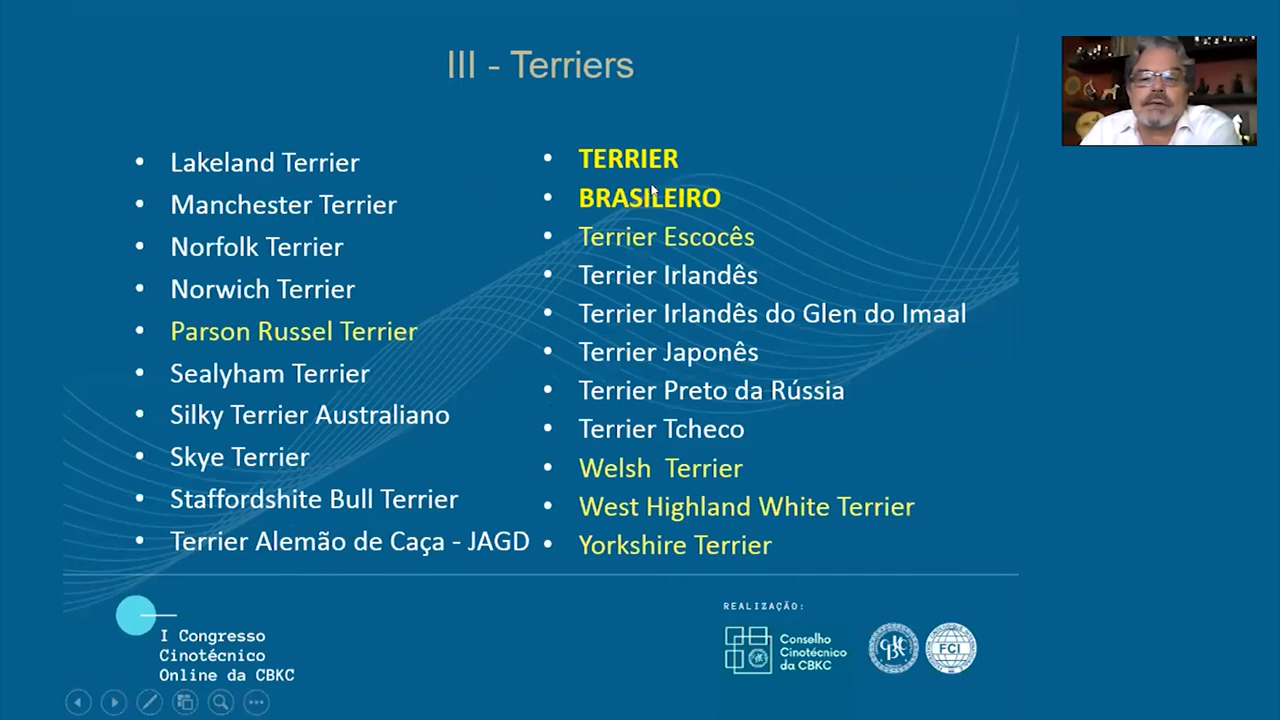 III - Terriers
• Lakeland Terrier
• Manchester Terrier
• Norfolk Terrier
• Norwich Terrier
• Parson Russel Terrier
• Sealyham Terrier
• Silky Terrier Australiano
• Skye Terrier
• Staffordshite Bull Terrier
• Terrier Alemão de Caça - JAGD
• TERRIER
• BRASILEIRO
• Terrier Escocês
• Terrier Irlandês
• Terrier Irlandês do Glen do Imaal
• Terrier Japonês
• Terrier Preto da Rússia
• Terrier Tcheco
• Welsh  Terrier
• West Highland White Terrier
• Yorkshire Terrier
I Congresso
Cinotécnico
Online da CBKC
REALIZAÇÃO:
Conselho
Cinotécnico
da CBKC
FCI